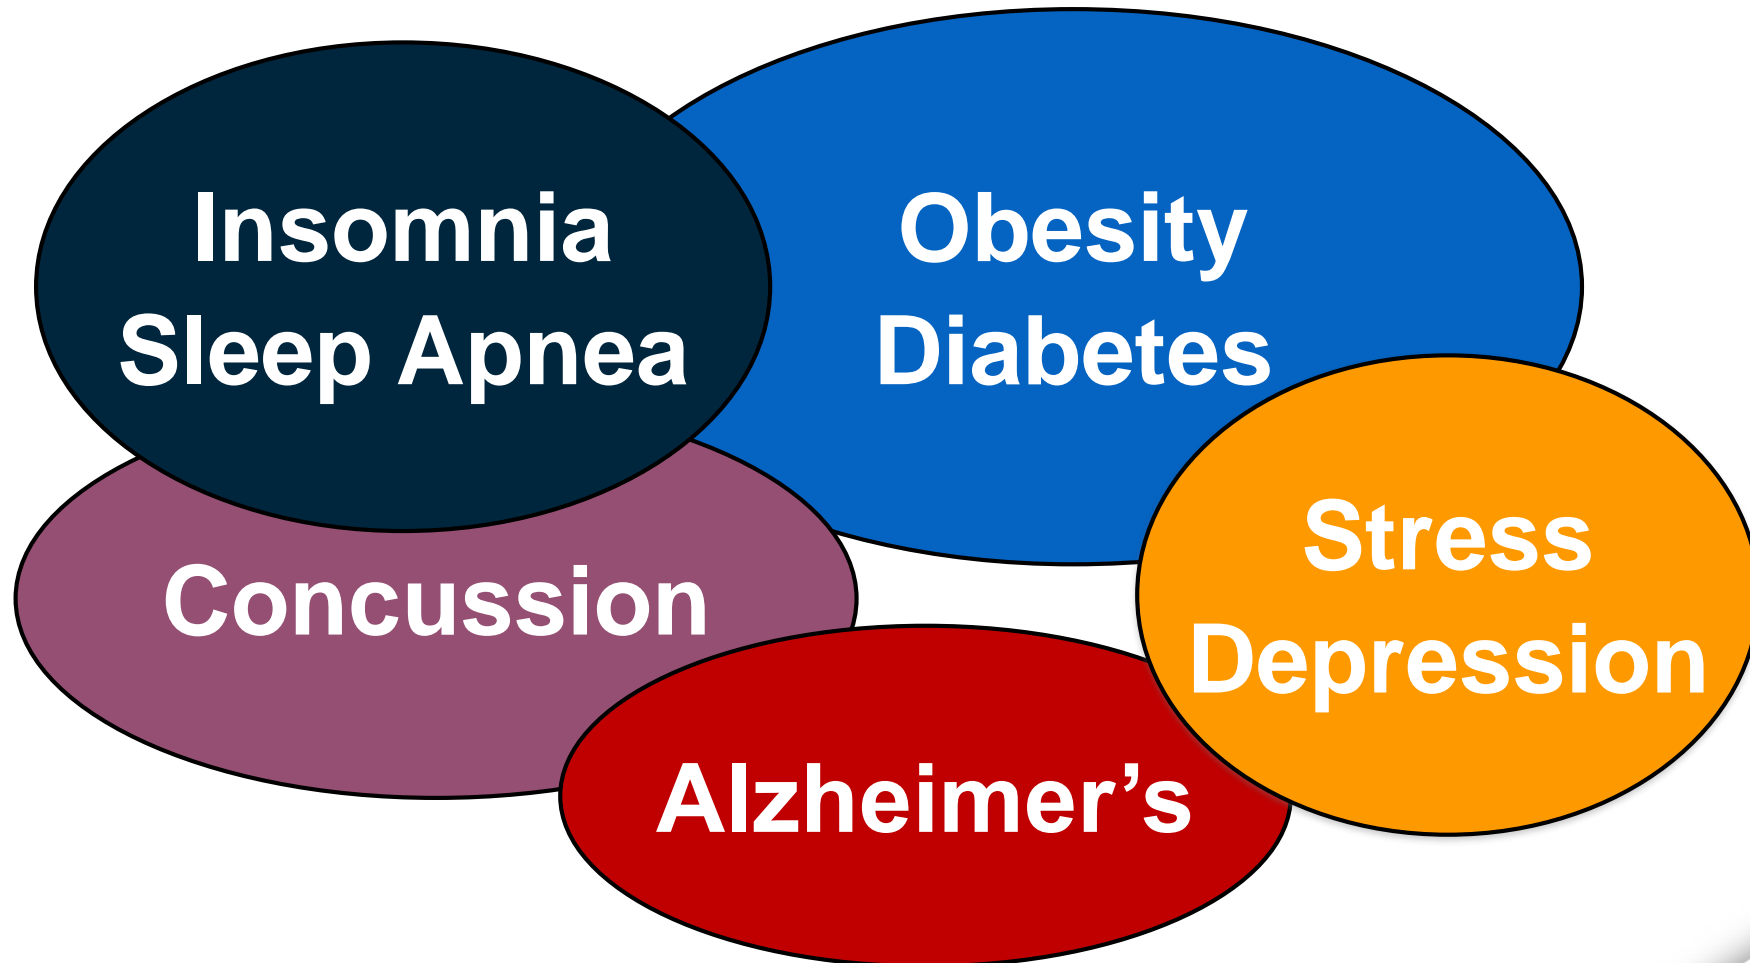 Insomnia
Sleep Apnea
Obesity
Diabetes
Concussion
Stress
Depression
Alzheimer’s